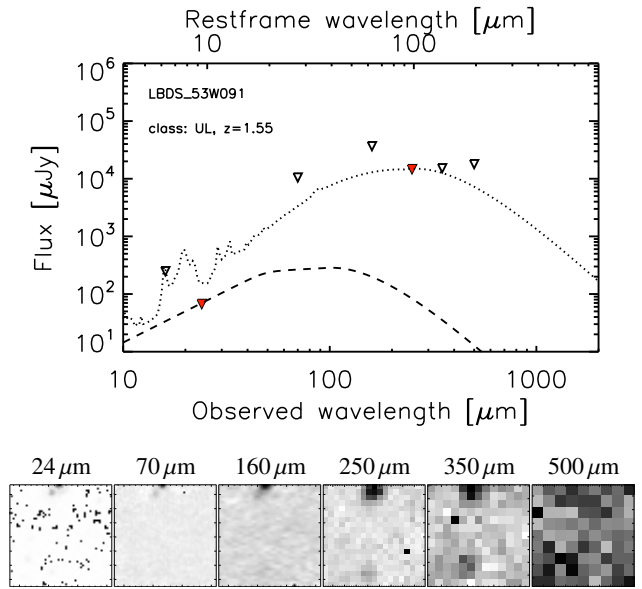 Restframe wavelength [μm]
10 100
10⁶
LBDS_53W091
10⁵
class: UL, z=1.55
10⁴
Flux [μJy]
10³
10²
10¹
10 100 1000
Observed wavelength [μm]
24 μm 70 μm 160 μm 250 μm 350 μm 500 μm